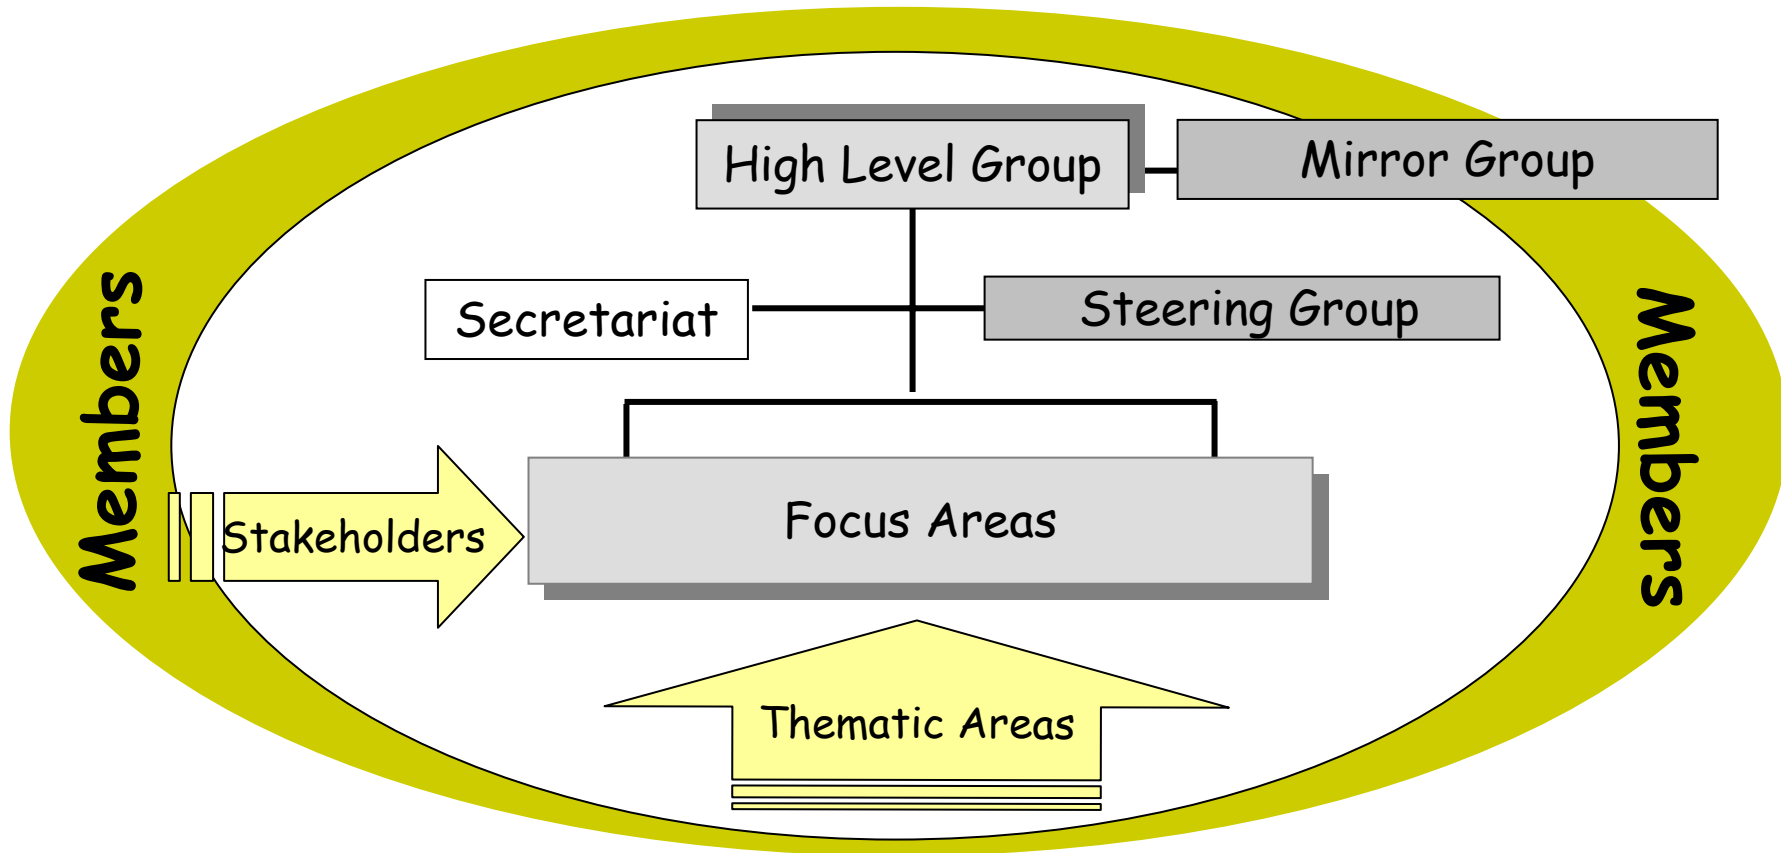 High Level Group
Mirror Group
Secretariat
Steering Group
Members
Members
Stakeholders
Focus Areas
Thematic Areas